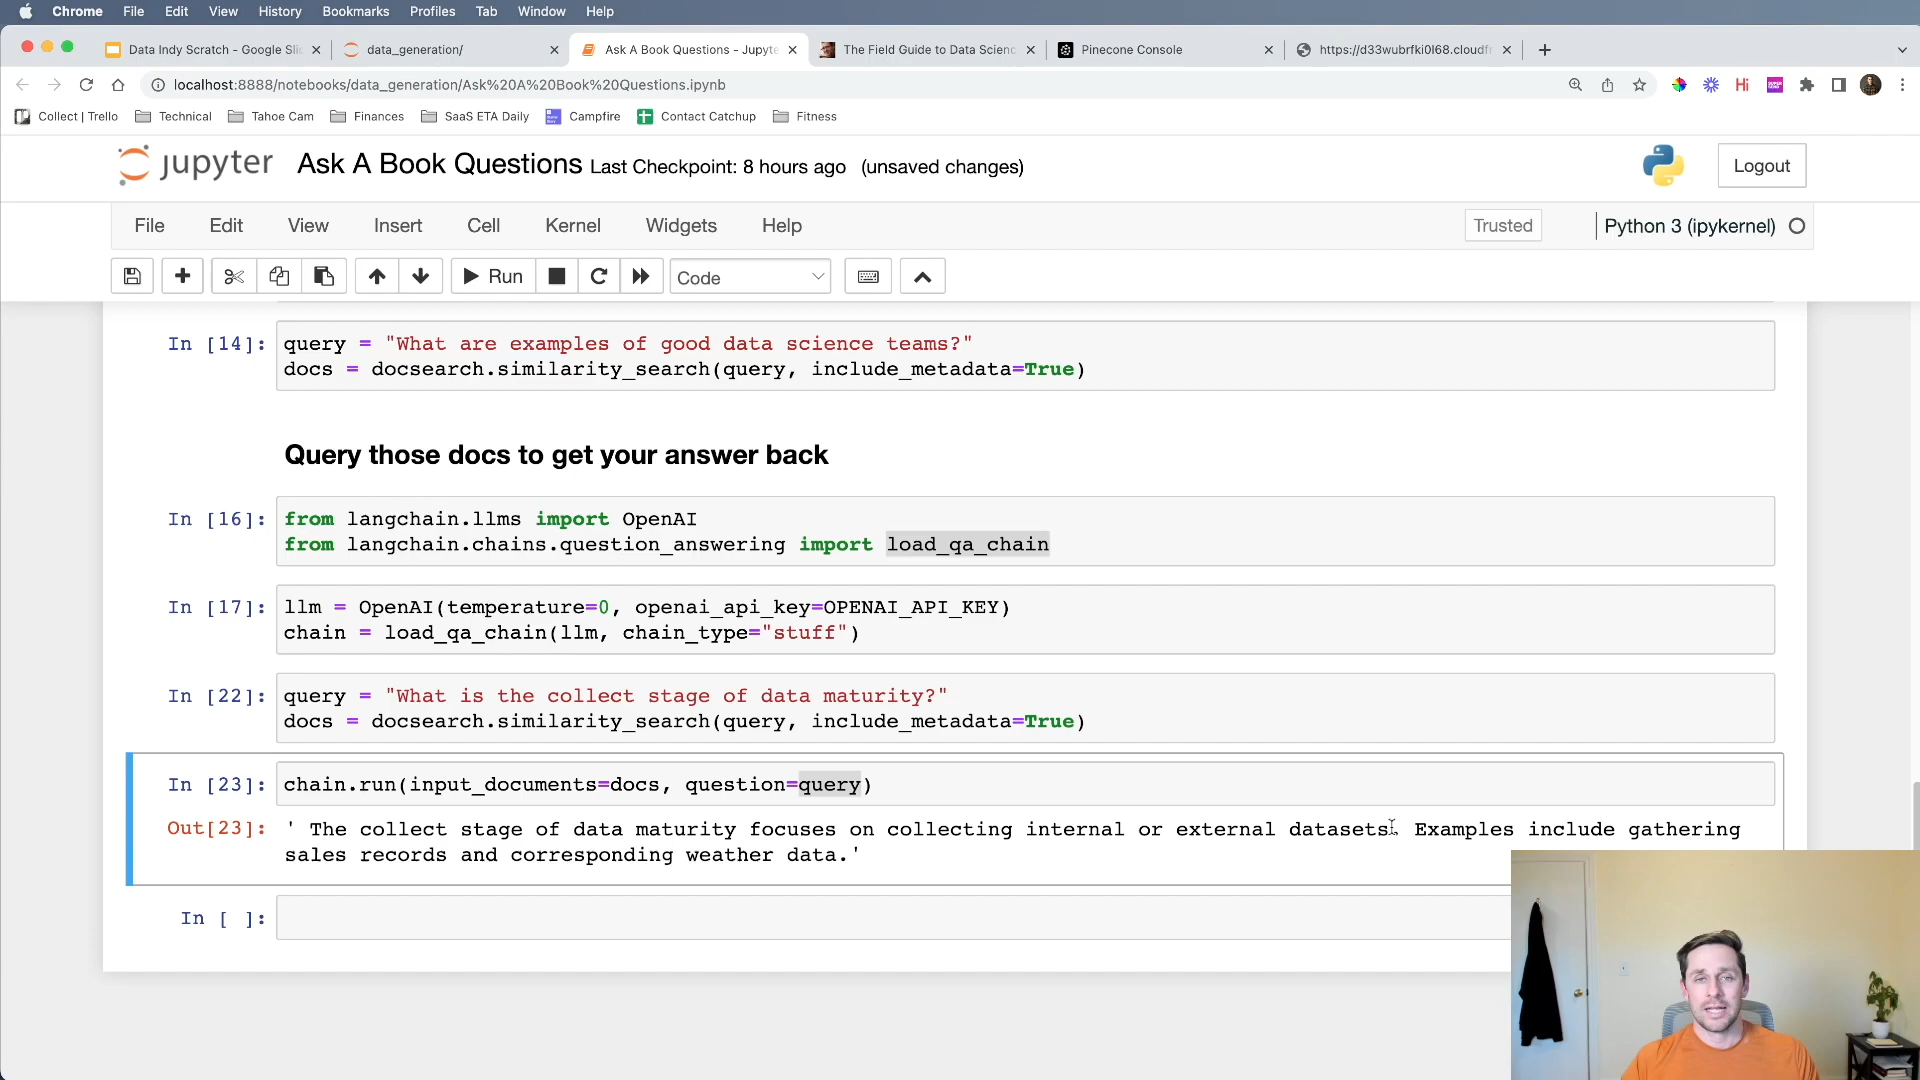 Chrome File Edit View History Bookmarks Profiles Tab Window Help
Data Indy Scratch - Google Slic
data_generation/
Ask A Book Questions - Jupyte
The Field Guide to Data Scienc
Pinecone Console
https://d33wubrfki0l68.cloudfr
localhost:8888/notebooks/data_generation/Ask%20A%20Book%20Questions.ipynb
Hi
Collect | Trello Technical Tahoe Cam Finances SaaS ETA Daily Campfire Contact Catchup Fitness
jupyter Ask A Book Questions Last Checkpoint: 8 hours ago (unsaved changes)
Logout
File Edit View Insert Cell Kernel Widgets Help
Trusted
Python 3 (ipykernel)
Run
Code
In [14]: query = "What are examples of good data science teams?"
docs = docsearch.similarity_search(query, include_metadata=True)
Query those docs to get your answer back
In [16]: from langchain.llms import OpenAI
from langchain.chains.question_answering import load_qa_chain
In [17]: llm = OpenAI(temperature=0, openai_api_key=OPENAI_API_KEY)
chain = load_qa_chain(llm, chain_type="stuff")
In [22]: query = "What is the collect stage of data maturity?"
docs = docsearch.similarity_search(query, include_metadata=True)
In [23]: chain.run(input_documents=docs, question=query)
Out[23]: ' The collect stage of data maturity focuses on collecting internal or external datasets. Examples include gathering
sales records and corresponding weather data.'
In [ ]: